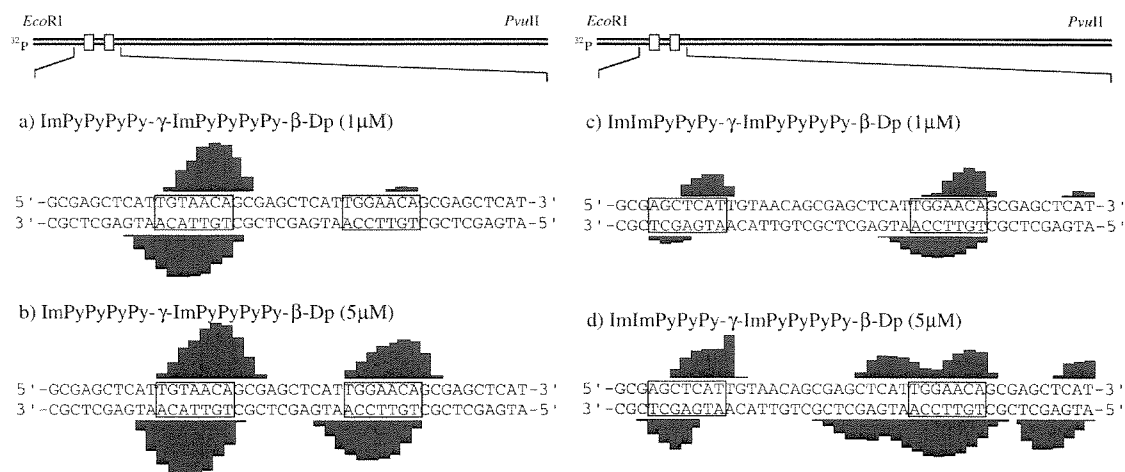 EcoRI PvuII
³²P
a) ImPyPyPyPy-γ-ImPyPyPyPy-β-Dp (1μM)
5'-GCGAGCTCATTGTAACAGCGAGCTCATTGGAACAGCGAGCTCAT-3'
3'-CGCTCGAGTAACATTGTCGCTCGAGTAACCTTGTCGCTCGAGTA-5'
b) ImPyPyPyPy-γ-ImPyPyPyPy-β-Dp (5μM)
5'-GCGAGCTCATTGTAACAGCGAGCTCATTGGAACAGCGAGCTCAT-3'
3'-CGCTCGAGTAACATTGTCGCTCGAGTAACCTTGTCGCTCGAGTA-5'
EcoRI PvuII
³²P
c) ImImPyPyPy-γ-ImPyPyPyPy-β-Dp (1μM)
5'-GCGAGCTCATTGTAACAGCGAGCTCATTGGAACAGCGAGCTCAT-3'
3'-CGCTCGAGTAACATTGTCGCTCGAGTAACCTTGTCGCTCGAGTA-5'
d) ImImPyPyPy-γ-ImPyPyPyPy-β-Dp (5μM)
5'-GCGAGCTCATTGTAACAGCGAGCTCATTGGAACAGCGAGCTCAT-3'
3'-CGCTCGAGTAACATTGTCGCTCGAGTAACCTTGTCGCTCGAGTA-5'